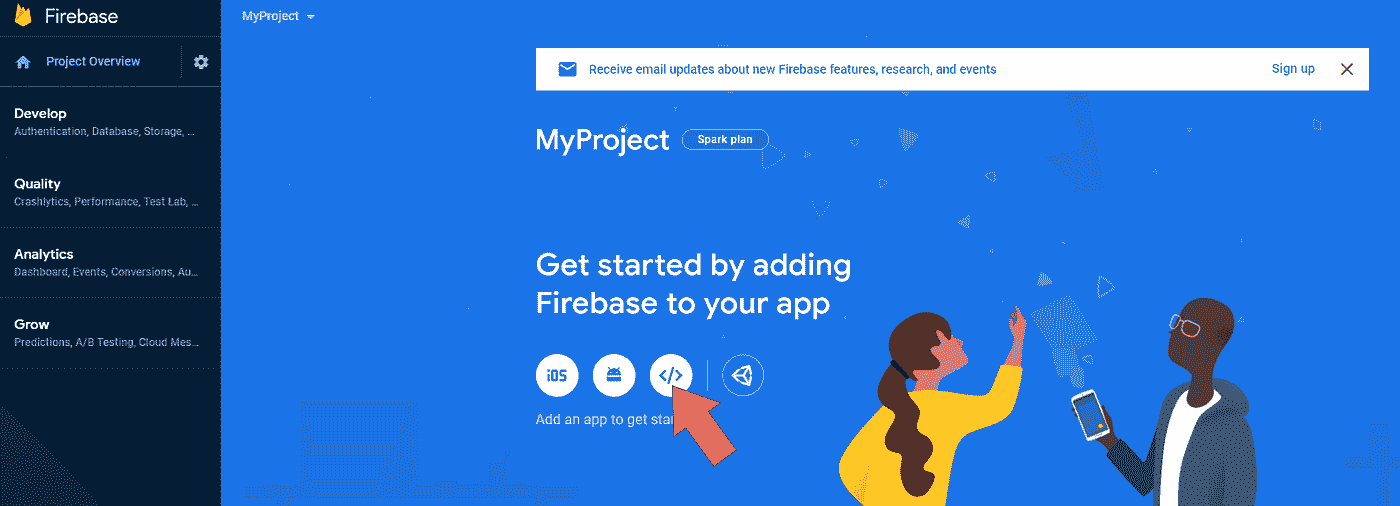 Firebase
MyProject
Project Overview
Receive email updates about new Firebase features, research, and events
Sign up
Develop
Authentication, Database, Storage, ...
MyProject
Spark plan
Quality
Crashlytics, Performance, Test Lab, ...
Analytics
Dashboard, Events, Conversions, Au...
Get started by adding
Firebase to your app
Grow
Predictions, A/B Testing, Cloud Mes...
iOS
</>
Add an app to get star